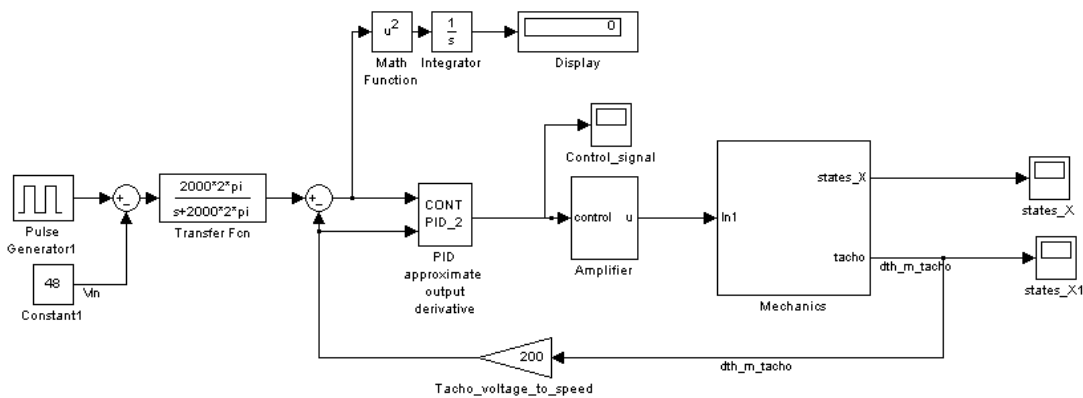 u²
Math
Function
1
s
Integrator
0
Display
Control_signal
Pulse
Generator1
+
-
2000*2*pi
s+2000*2*pi
Transfer Fcn
+
-
CONT
PID_2
PID
approximate
output
derivative
control u
Amplifier
In1
states_X
tacho
Mechanics
states_X
dth_m_tacho
states_X1
48
Vin
Constant1
200
Tacho_voltage_to_speed
dth_m_tacho